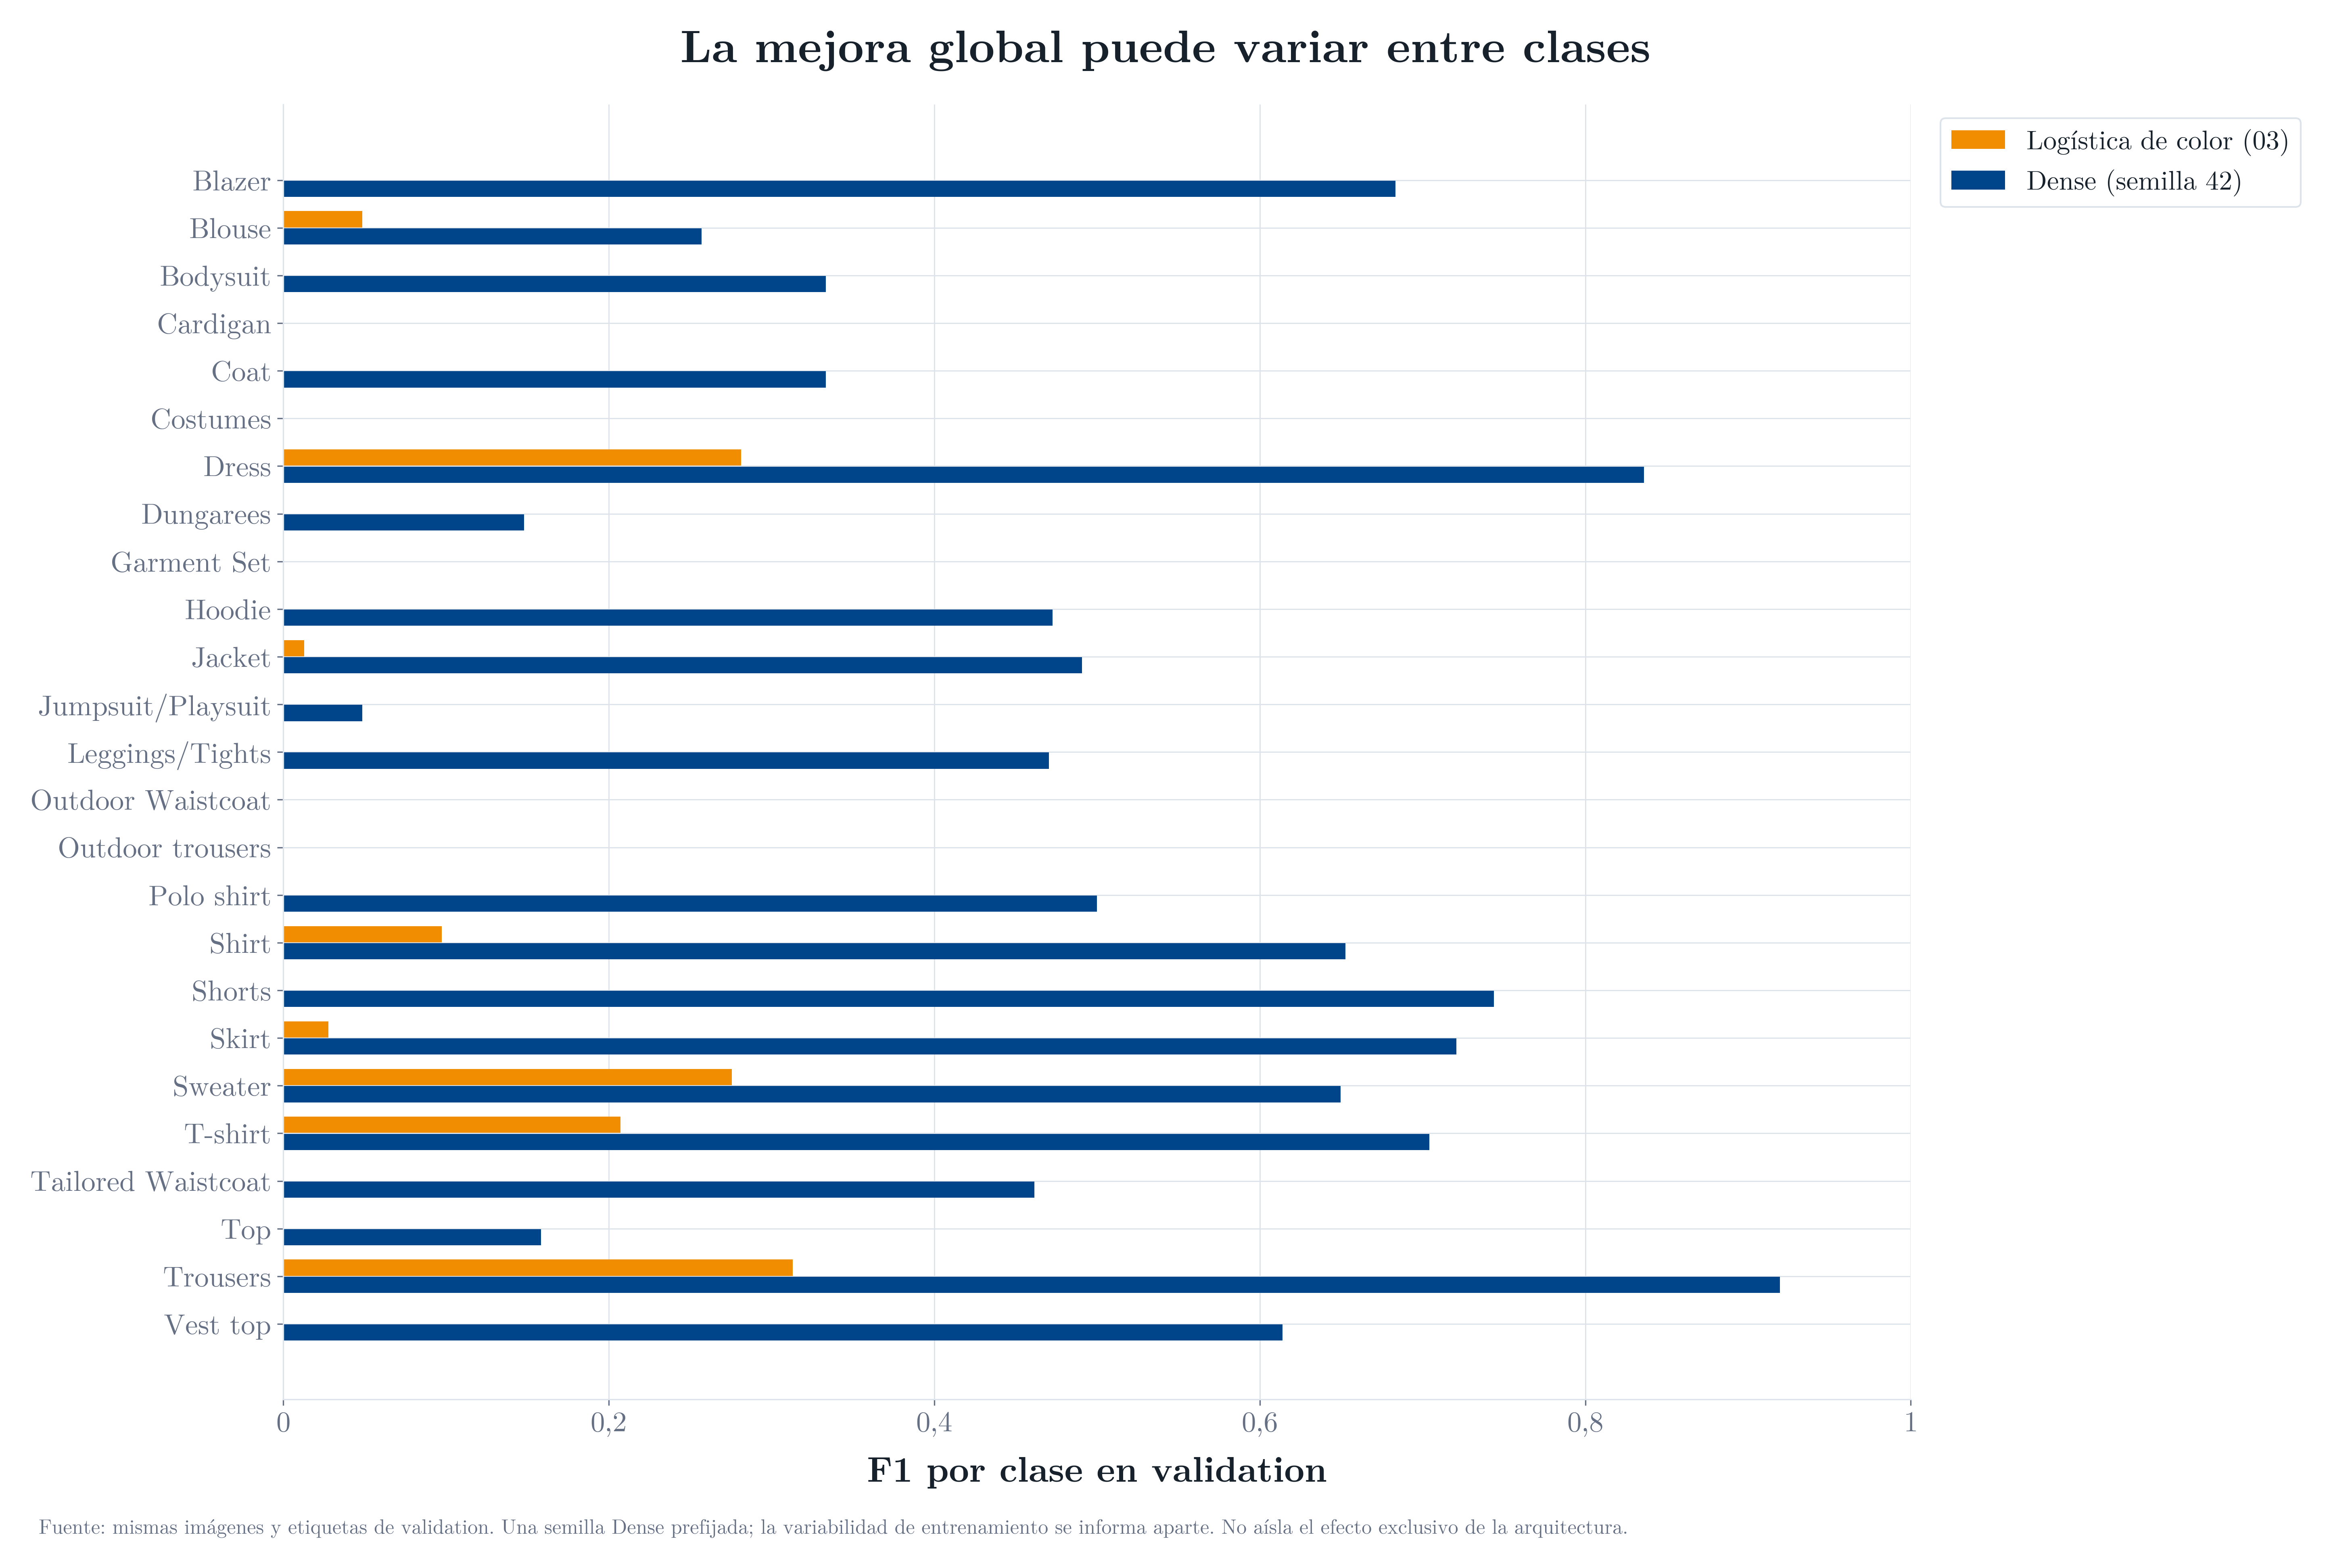 La mejora global puede variar entre clases
Logística de color (03)
Dense (semilla 42)
Blazer
Blouse
Bodysuit
Cardigan
Coat
Costumes
Dress
Dungarees
Garment Set
Hoodie
Jacket
Jumpsuit/Playsuit
Leggings/Tights
Outdoor Waistcoat
Outdoor trousers
Polo shirt
Shirt
Shorts
Skirt
Sweater
T-shirt
Tailored Waistcoat
Top
Trousers
Vest top
0 0,2 0,4 0,6 0,8 1
F1 por clase en validation
Fuente: mismas imágenes y etiquetas de validation. Una semilla Dense prefijada; la variabilidad de entrenamiento se informa aparte. No aísla el efecto exclusivo de la arquitectura.